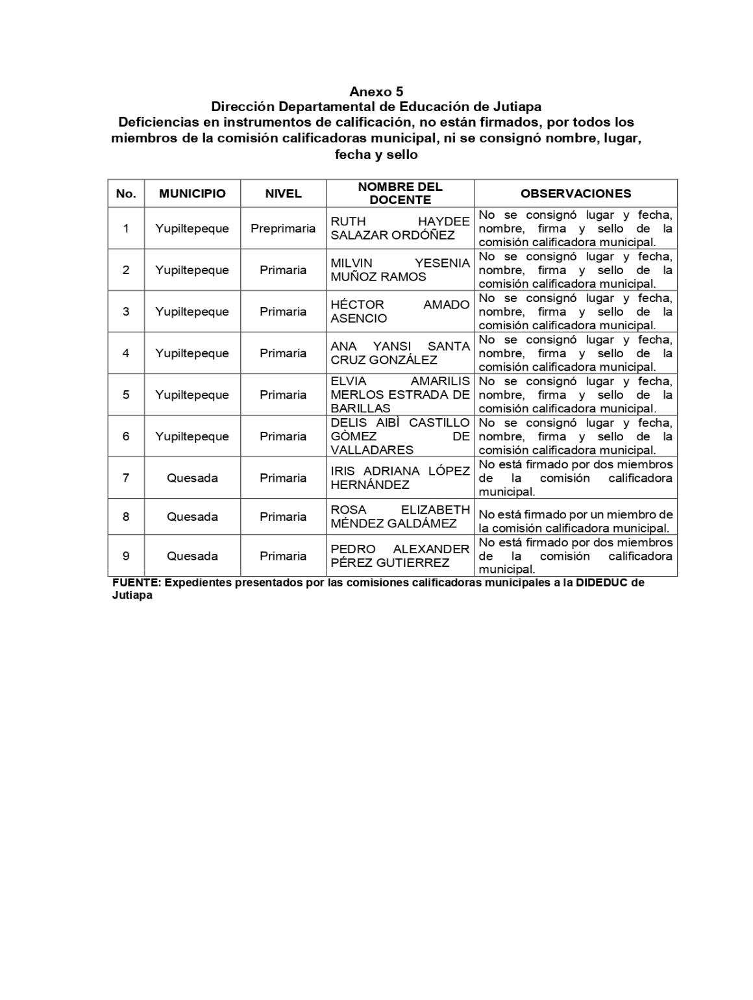 Anexo 5
Dirección Departamental de Educación de Jutiapa
Deficiencias en instrumentos de calificación, no están firmados, por todos los
miembros de la comisión calificadoras municipal, ni se consignó nombre, lugar,
fecha y sello
No. MUNICIPIO NIVEL NOMBRE DEL DOCENTE OBSERVACIONES
1 Yupiltepeque Preprimaria RUTH HAYDEE SALAZAR ORDÓÑEZ No se consignó lugar y fecha, nombre, firma y sello de la comisión calificadora municipal.
2 Yupiltepeque Primaria MILVIN YESENIA MUÑOZ RAMOS No se consignó lugar y fecha, nombre, firma y sello de la comisión calificadora municipal.
3 Yupiltepeque Primaria HÉCTOR AMADO ASENCIO No se consignó lugar y fecha, nombre, firma y sello de la comisión calificadora municipal.
4 Yupiltepeque Primaria ANA YANSI SANTA CRUZ GONZÁLEZ No se consignó lugar y fecha, nombre, firma y sello de la comisión calificadora municipal.
5 Yupiltepeque Primaria ELVIA AMARILIS MERLOS ESTRADA DE BARILLAS No se consignó lugar y fecha, nombre, firma y sello de la comisión calificadora municipal.
6 Yupiltepeque Primaria DELIS AIBÌ CASTILLO GÒMEZ DE VALLADARES No se consignó lugar y fecha, nombre, firma y sello de la comisión calificadora municipal.
7 Quesada Primaria IRIS ADRIANA LÓPEZ HERNÁNDEZ No está firmado por dos miembros de la comisión calificadora municipal.
8 Quesada Primaria ROSA ELIZABETH MÉNDEZ GALDÁMEZ No está firmado por un miembro de la comisión calificadora municipal.
9 Quesada Primaria PEDRO ALEXANDER PÉREZ GUTIERREZ No está firmado por dos miembros de la comisión calificadora municipal.
FUENTE: Expedientes presentados por las comisiones calificadoras municipales a la DIDEDUC de
Jutiapa